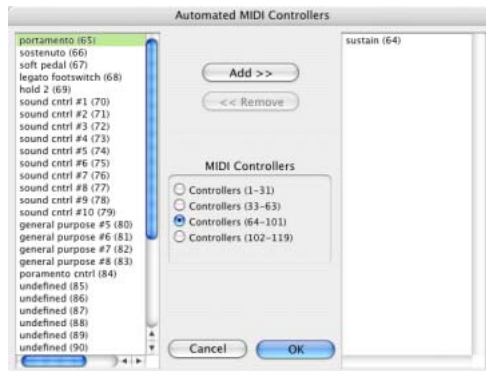 Automated MIDI Controllers
portamento (65)
sostenuto (66)
soft pedal (67)
legato footswitch (68)
hold 2 (69)
sound cntrl #1 (70)
sound cntrl #2 (71)
sound cntrl #3 (72)
sound cntrl #4 (73)
sound cntrl #5 (74)
sound cntrl #6 (75)
sound cntrl #7 (76)
sound cntrl #8 (77)
sound cntrl #9 (78)
sound cntrl #10 (79)
general purpose #5 (80)
general purpose #6 (81)
general purpose #7 (82)
general purpose #8 (83)
poramento cntrl (84)
undefined (85)
undefined (86)
undefined (87)
undefined (88)
undefined (89)
undefined (90)
Add >>
<< Remove
MIDI Controllers
Controllers (1-31)
Controllers (33-63)
Controllers (64-101)
Controllers (102-119)
Cancel
OK
sustain (64)